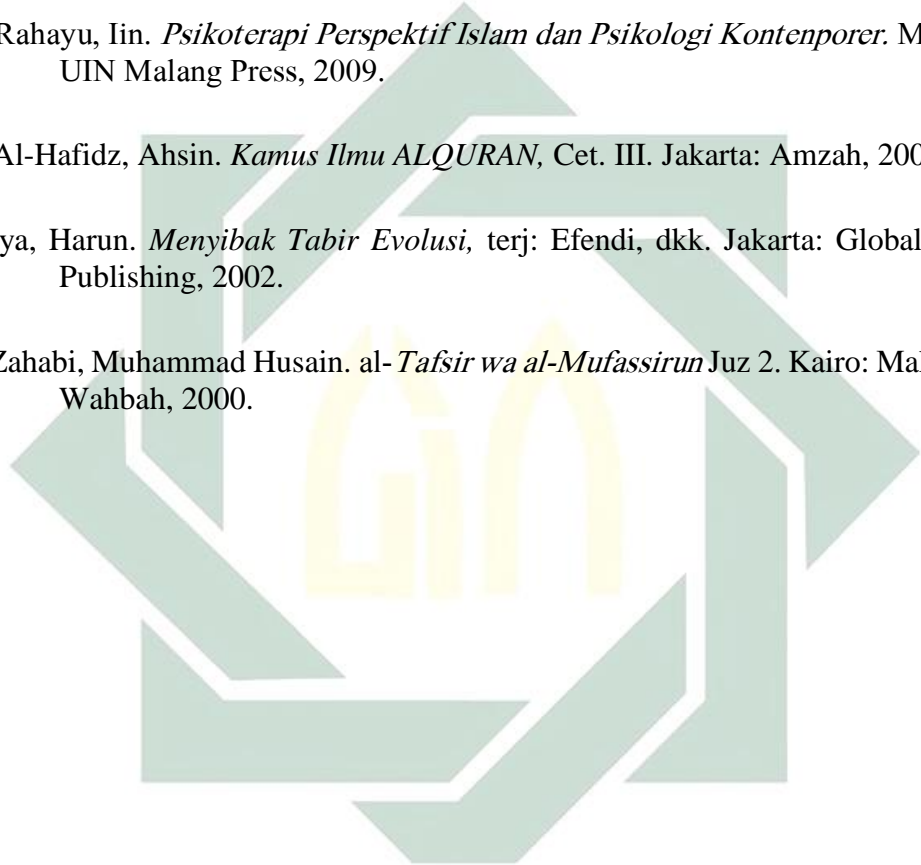 Rahayu, Iin. Psikoterapi Perspektif Islam dan Psikologi Kontenporer. M
UIN Malang Press, 2009.
Al-Hafidz, Ahsin. Kamus Ilmu ALQURAN, Cet. III. Jakarta: Amzah, 200
ya, Harun. Menyibak Tabir Evolusi, terj: Efendi, dkk. Jakarta: Global
Publishing, 2002.
Zahabi, Muhammad Husain. al-Tafsir wa al-Mufassirun Juz 2. Kairo: Mak
Wahbah, 2000.